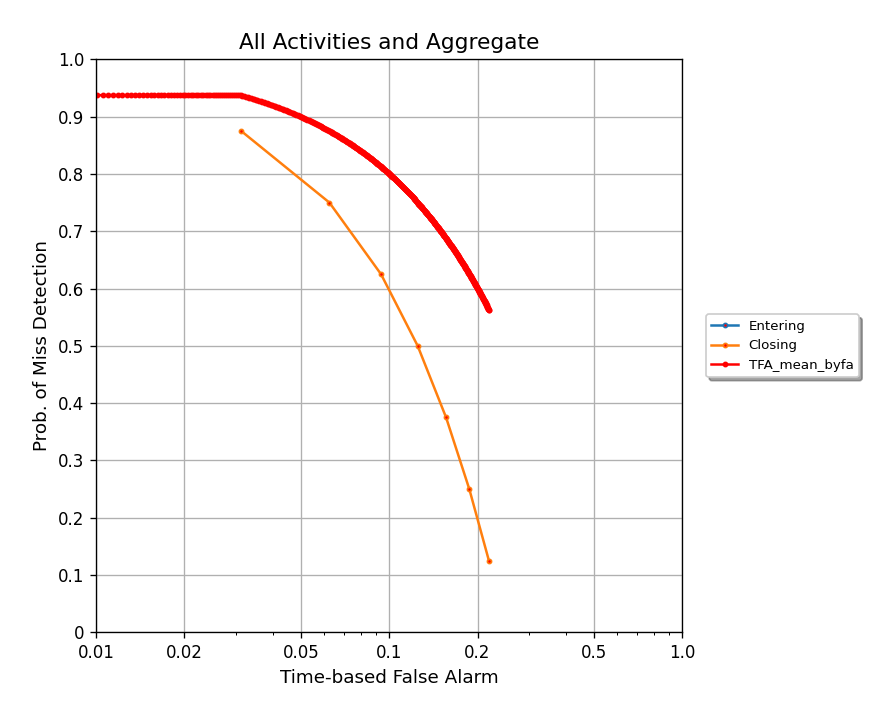 All Activities and Aggregate
Prob. of Miss Detection
1.0
0.9
0.8
0.7
0.6
0.5
0.4
0.3
0.2
0.1
0
0.01 0.02 0.05 0.1 0.2 0.5 1.0
Time-based False Alarm
Entering
Closing
TFA_mean_byfa